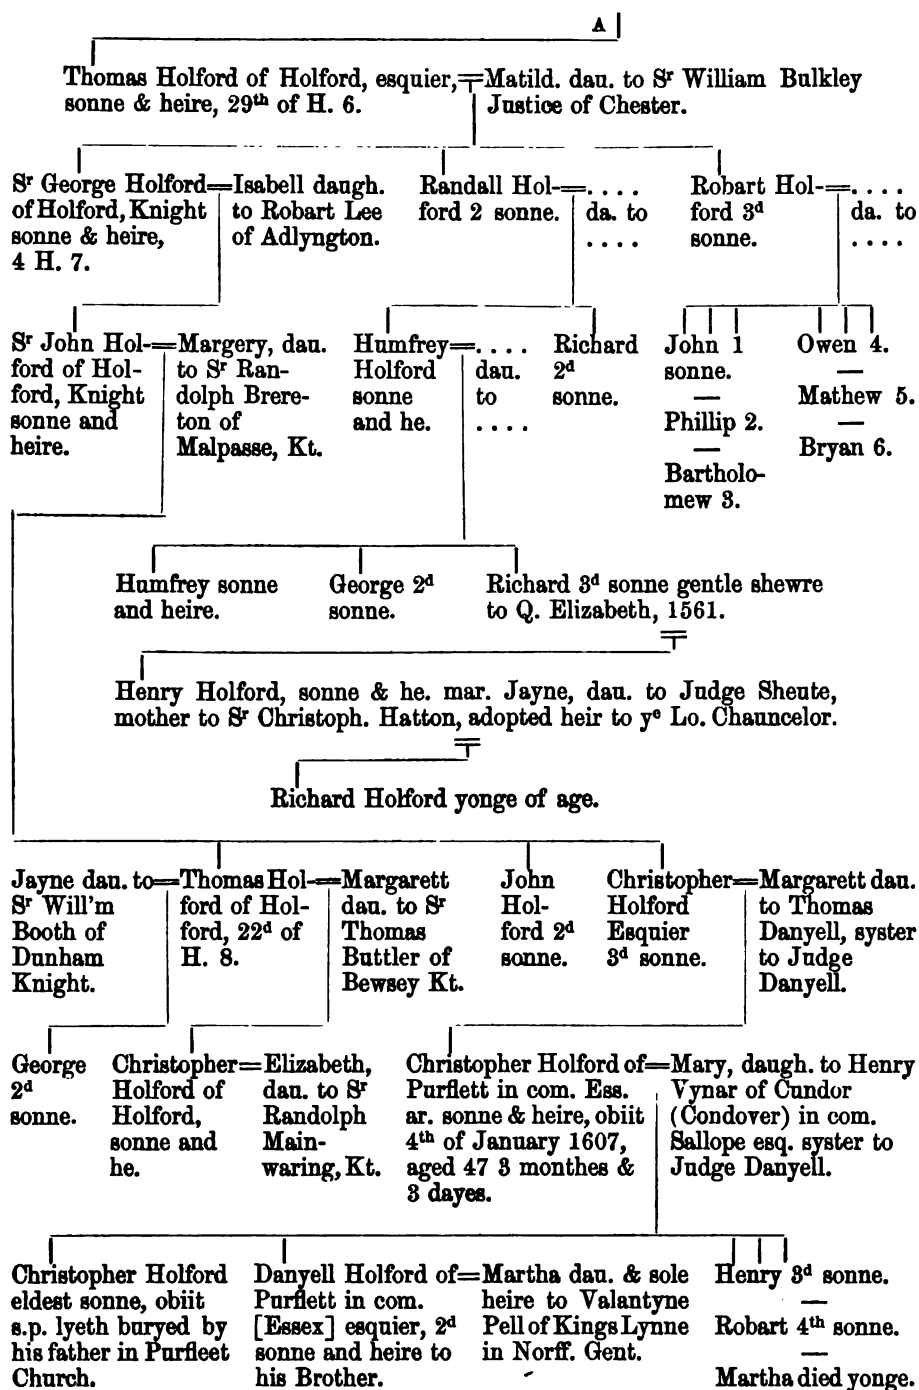 A
Thomas Holford of Holford, esquier,
sonne & heire, 29th of H. 6.
Matild. dau. to Sr William Bulkley
Justice of Chester.
Sr George Holford
of Holford, Knight
sonne & heire,
4 H. 7.
Isabell daugh.
to Robart Lee
of Adlyngton.
Randall Hol-
ford 2 sonne.
. . . .
da. to
. . . .
Robart Hol-
ford 3d
sonne.
. . . .
da. to
. . . .
Sr John Hol-
ford of Hol-
ford, Knight
sonne and
heire.
Margery, dau.
to Sr Ran-
dolph Brere-
ton of
Malpasse, Kt.
Humfrey
Holford
sonne
and he.
. . . .
dau.
to
. . . .
Richard
2d
sonne.
John 1
sonne.
—
Phillip 2.
—
Bartholo-
mew 3.
Owen 4.
—
Mathew 5.
—
Bryan 6.
Humfrey sonne
and heire.
George 2d
sonne.
Richard 3d sonne gentle shewre
to Q. Elizabeth, 1561.
Henry Holford, sonne & he. mar. Jayne, dau. to Judge Sheute,
mother to Sr Christoph. Hatton, adopted heir to ye Lo. Chauncelor.
Richard Holford yonge of age.
Jayne dau. to
Sr Will'm
Booth of
Dunham
Knight.
Thomas Hol-
ford of Hol-
ford, 22d of
H. 8.
Margarett
dau. to Sr
Thomas
Buttler of
Bewsey Kt.
John
Hol-
ford 2d
sonne.
Christopher
Holford
Esquier
3d sonne.
Margarett dau.
to Thomas
Danyell, syster
to Judge
Danyell.
George
2d
sonne.
Christopher
Holford of
Holford,
sonne and
he.
Elizabeth,
dau. to Sr
Randolph
Main-
waring, Kt.
Christopher Holford of
Purflett in com. Ess.
ar. sonne & heire, obiit
4th of January 1607,
aged 47 3 monthes &
3 dayes.
Mary, daugh. to Henry
Vynar of Cundor
(Condover) in com.
Sallope esq. syster to
Judge Danyell.
Christopher Holford
eldest sonne, obiit
s.p. lyeth buryed by
his father in Purfleet
Church.
Danyell Holford of
Purflett in com.
[Essex] esquier, 2d
sonne and heire to
his Brother.
Martha dau. & sole
heire to Valantyne
Pell of Kings Lynne
in Norff. Gent.
Henry 3d sonne.
—
Robart 4th sonne.
—
Martha died yonge.